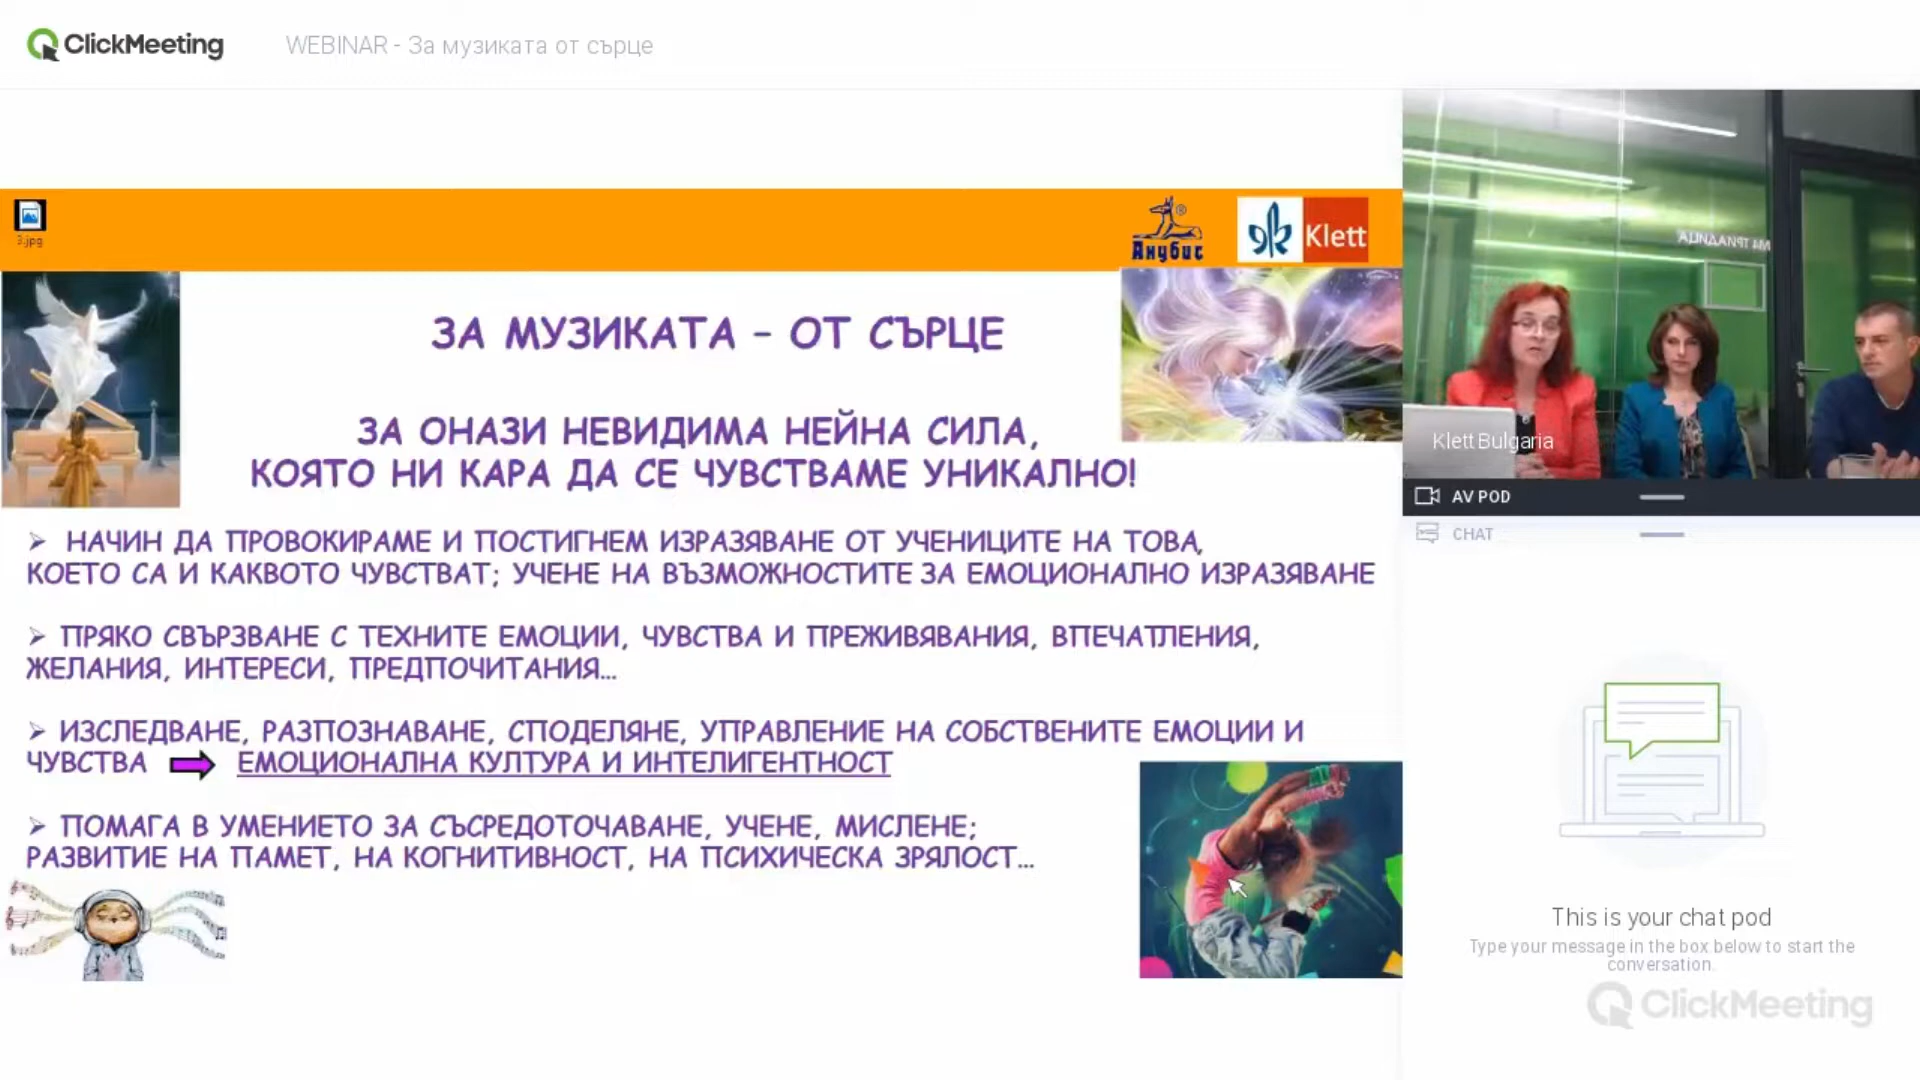 ClickMeeting
WEBINAR - За музиката от сърце
3.jpg
Анубис
®
Klett
ЗА МУЗИКАТА – ОТ СЪРЦЕ
ЗА ОНАЗИ НЕВИДИМА НЕЙНА СИЛА,
КОЯТО НИ КАРА ДА СЕ ЧУВСТВАМЕ УНИКАЛНО!
➢ НАЧИН ДА ПРОВОКИРАМЕ И ПОСТИГНЕМ ИЗРАЗЯВАНЕ ОТ УЧЕНИЦИТЕ НА ТОВА,
КОЕТО СА И КАКВОТО ЧУВСТВАТ; УЧЕНЕ НА ВЪЗМОЖНОСТИТЕ ЗА ЕМОЦИОНАЛНО ИЗРАЗЯВАНЕ
➢ ПРЯКО СВЪРЗВАНЕ С ТЕХНИТЕ ЕМОЦИИ, ЧУВСТВА И ПРЕЖИВЯВАНИЯ, ВПЕЧАТЛЕНИЯ,
ЖЕЛАНИЯ, ИНТЕРЕСИ, ПРЕДПОЧИТАНИЯ...
➢ ИЗСЛЕДВАНЕ, РАЗПОЗНАВАНЕ, СПОДЕЛЯНЕ, УПРАВЛЕНИЕ НА СОБСТВЕНИТЕ ЕМОЦИИ И
ЧУВСТВА ЕМОЦИОНАЛНА КУЛТУРА И ИНТЕЛИГЕНТНОСТ
➢ ПОМАГА В УМЕНИЕТО ЗА СЪСРЕДОТОЧАВАНЕ, УЧЕНЕ, МИСЛЕНЕ;
РАЗВИТИЕ НА ПАМЕТ, НА КОГНИТИВНОСТ, НА ПСИХИЧЕСКА ЗРЯЛОСТ...
Klett Bulgaria
AV POD
CHAT
This is your chat pod
Type your message in the box below to start the
conversation.
ClickMeeting